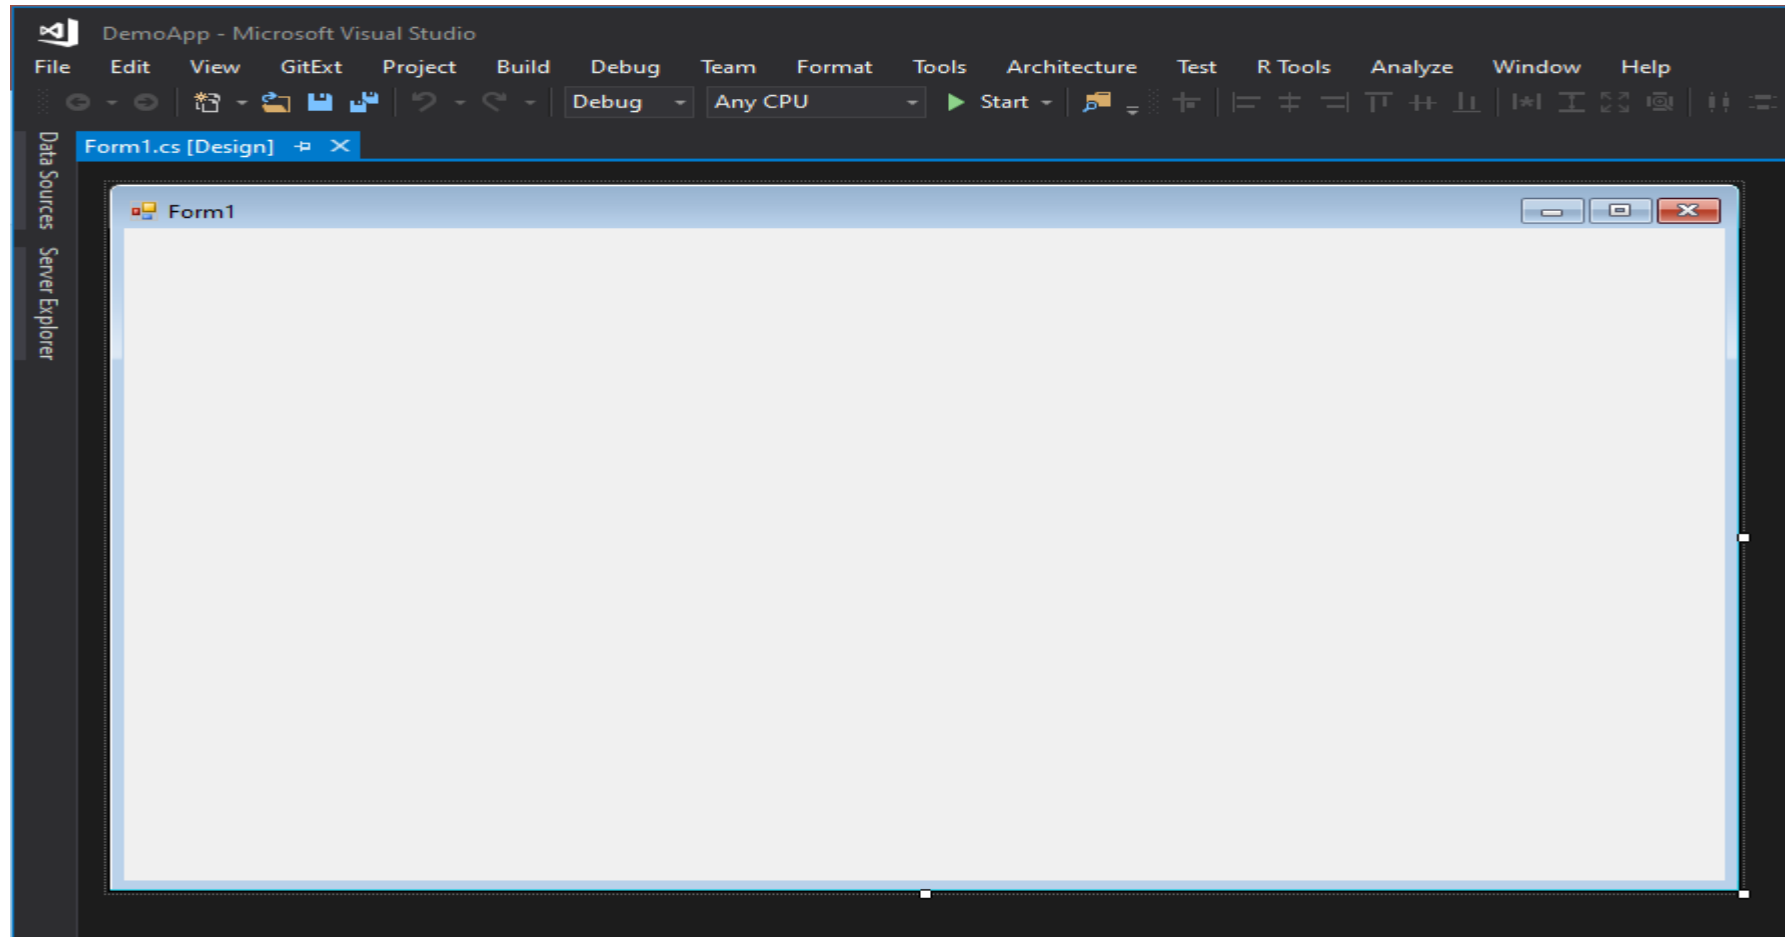 DemoApp - Microsoft Visual Studio
File Edit View GitExt Project Build Debug Team Format Tools Architecture Test R Tools Analyze Window Help
Debug Any CPU Start
Form1.cs [Design]
Data Sources
Server Explorer
Form1